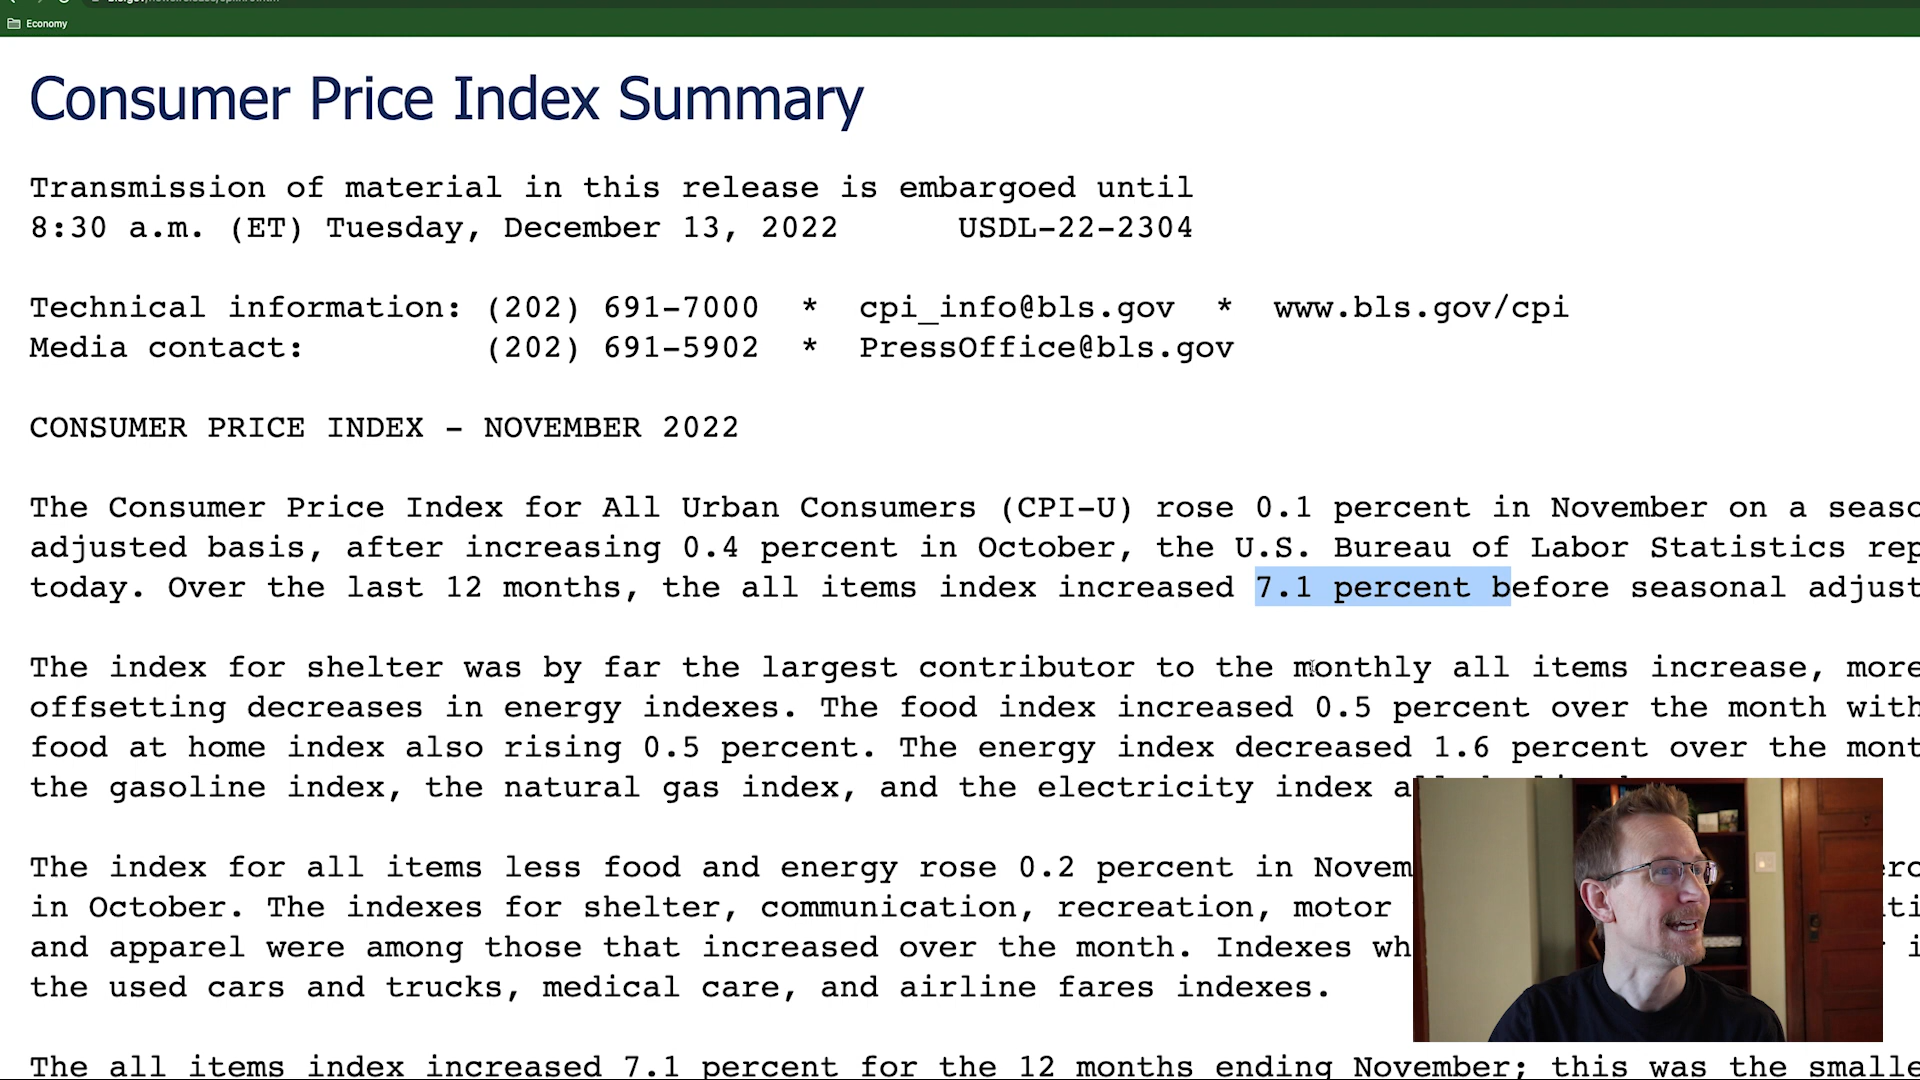 Economy
Consumer Price Index Summary
Transmission of material in this release is embargoed until
8:30 a.m. (ET) Tuesday, December 13, 2022 USDL-22-2304
Technical information: (202) 691-7000 * cpi_info@bls.gov * www.bls.gov/cpi
Media contact: (202) 691-5902 * PressOffice@bls.gov
CONSUMER PRICE INDEX - NOVEMBER 2022
The Consumer Price Index for All Urban Consumers (CPI-U) rose 0.1 percent in November on a
adjusted basis, after increasing 0.4 percent in October, the U.S. Bureau of Labor Statistics
today. Over the last 12 months, the all items index increased 7.1 percent before seasonal
The index for shelter was by far the largest contributor to the monthly all items increase, more
offsetting decreases in energy indexes. The food index increased 0.5 percent over the month with
food at home index also rising 0.5 percent. The energy index decreased 1.6 percent over the
the gasoline index, the natural gas index, and the electricity index
The index for all items less food and energy rose 0.2 percent in
in October. The indexes for shelter, communication, recreation, motor
and apparel were among those that increased over the month. Indexes
the used cars and trucks, medical care, and airline fares indexes.
The all items index increased 7.1 percent for the 12 months ending November; this was the